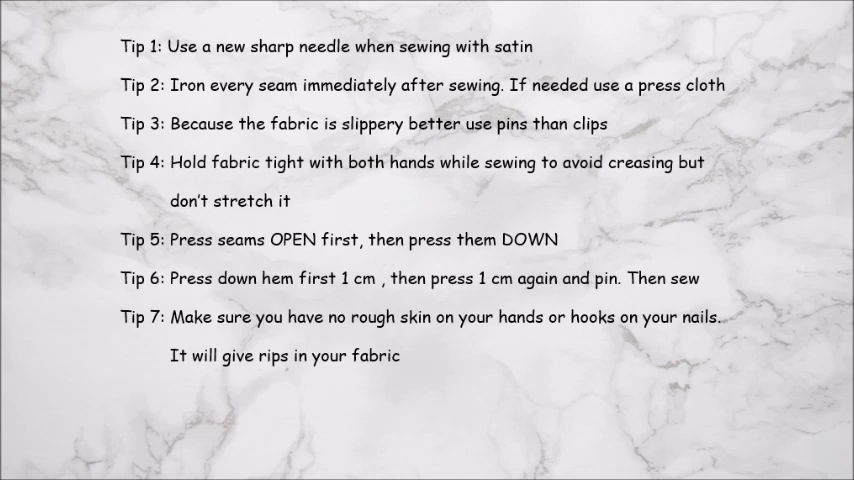 Tip 1: Use a new sharp needle when sewing with satin
Tip 2: Iron every seam immediately after sewing. If needed use a press cloth
Tip 3: Because the fabric is slippery better use pins than clips
Tip 4: Hold fabric tight with both hands while sewing to avoid creasing but
don't stretch it
Tip 5: Press seams OPEN first, then press them DOWN
Tip 6: Press down hem first 1 cm , then press 1 cm again and pin. Then sew
Tip 7: Make sure you have no rough skin on your hands or hooks on your nails.
It will give rips in your fabric